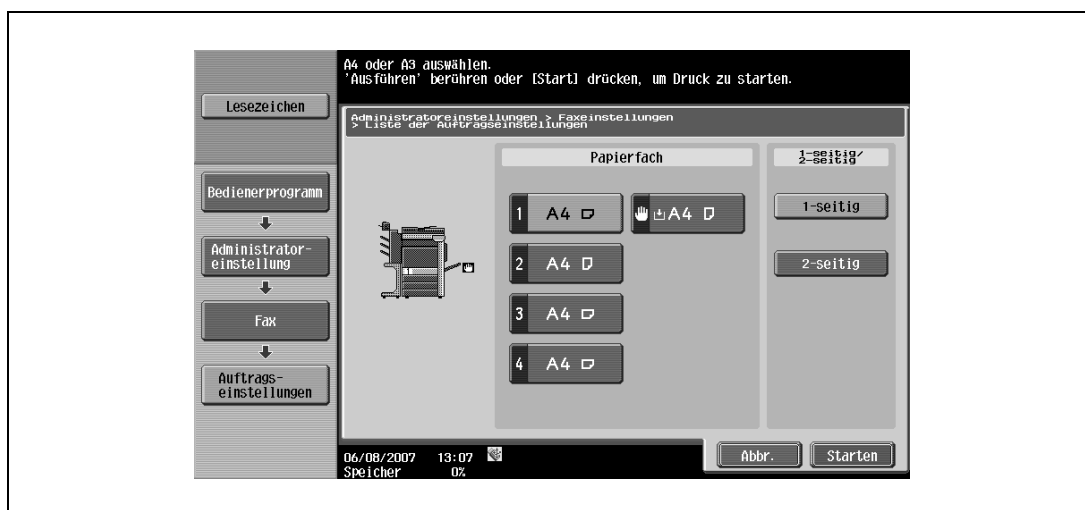 A4 oder A3 auswählen.
'Ausführen' berühren oder [Start] drücken, um Druck zu starten.
Lesezeichen
Administratoreinstellungen > Faxeinstellungen
> Liste der Auftragseinstellungen
Papierfach
1-seitig/
2-seitig
Bedienerprogramm
Administrator-
einstellung
Fax
Auftrags-
einstellungen
1 A4
A4
2 A4
3 A4
4 A4
1
1-seitig
2-seitig
06/08/2007 13:07
Speicher 0%
Abbr.
Starten